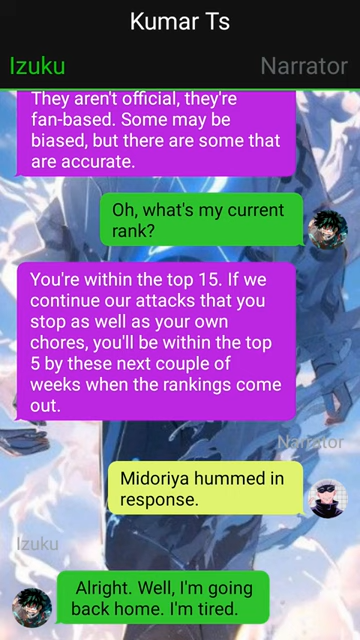 Kumar Ts
Izuku
Narrator
They aren't official, they're
fan-based. Some may be
biased, but there are some that
are accurate.
Oh, what's my current
rank?
You're within the top 15. If we
continue our attacks that you
stop as well as your own
chores, you'll be within the top
5 by these next couple of
weeks when the rankings come
out.
Narrator
Midoriya hummed in
response.
Izuku
Alright. Well, I'm going
back home. I'm tired.